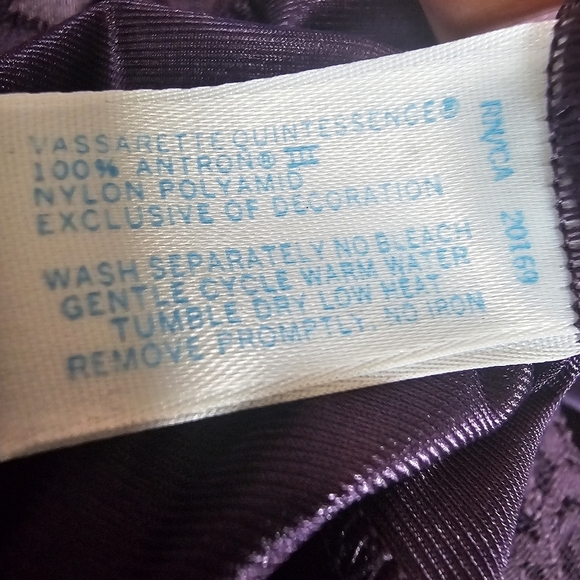 VASSARETTE QUINTESSENCE®
100% ANTRON® III
NYLON POLYAMID
EXCLUSIVE OF DECORATION
WASH SEPARATELY NO BLEACH
GENTLE CYCLE WARM WATER
TUMBLE DRY LOW HEAT
REMOVE PROMPTLY. NO IRON
RN/CA 20169